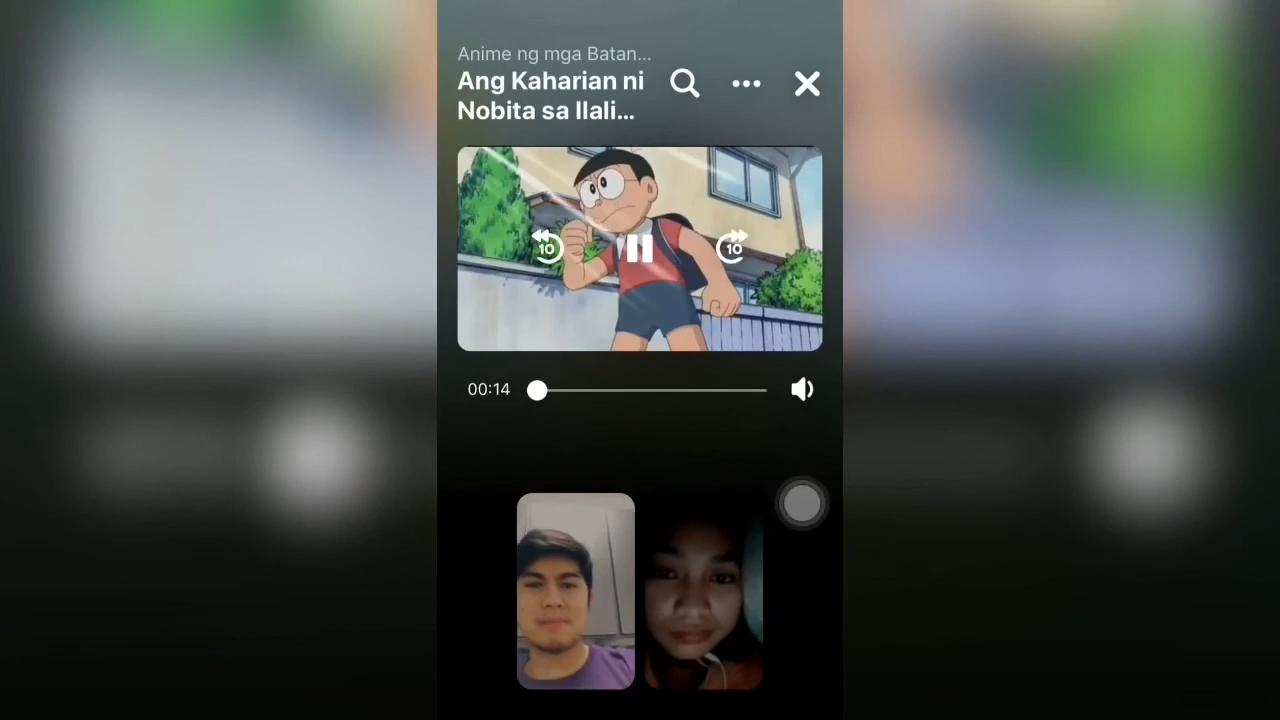 Anime ng mga Batan...
Ang Kaharian ni
Nobita sa Ilali...
10
10
00:14